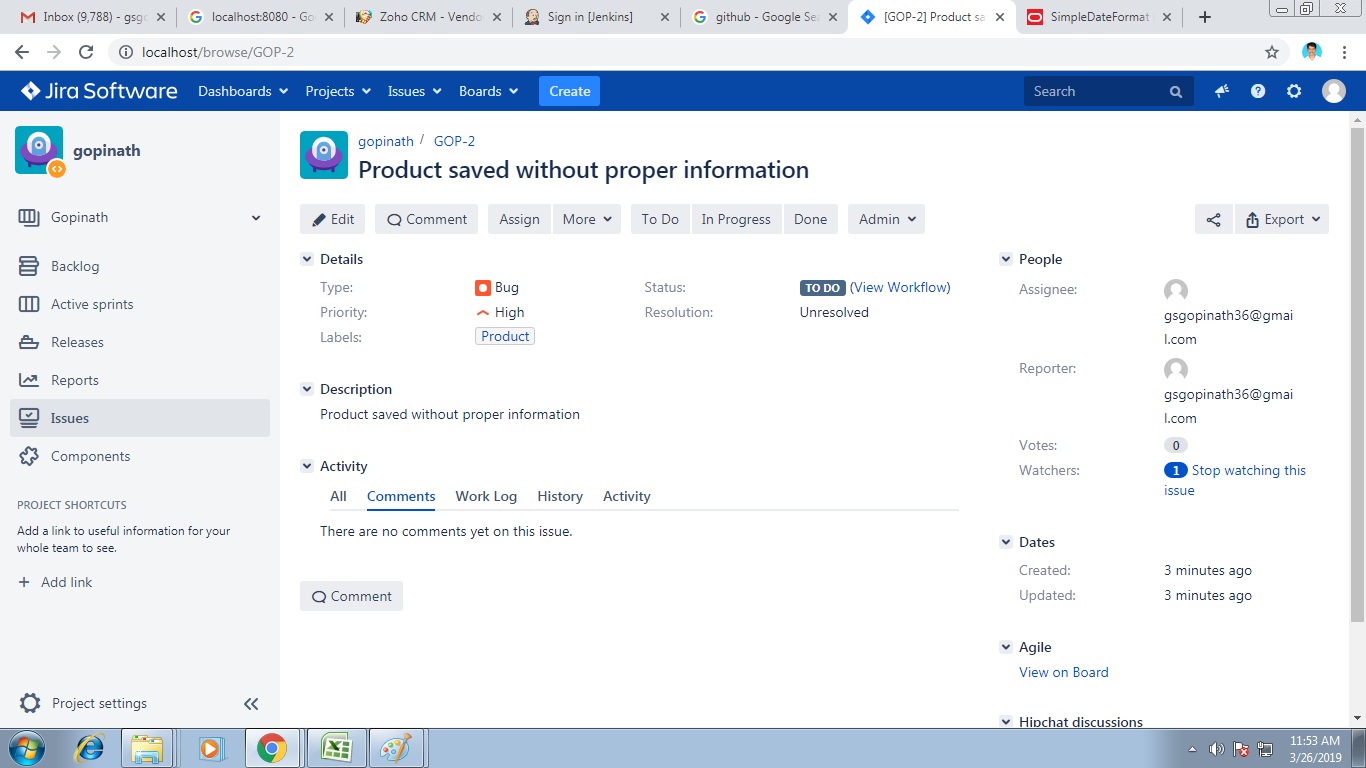 Inbox (9,788) - gsgo
localhost:8080 - Go
Zoho CRM - Vendo
Sign in [Jenkins]
github - Google Sea
[GOP-2] Product sa
SimpleDateFormat
localhost/browse/GOP-2
Jira Software
Dashboards
Projects
Issues
Boards
Create
Search
gopinath
Gopinath
Backlog
Active sprints
Releases
Reports
Issues
Components
PROJECT SHORTCUTS
Add a link to useful information for your
whole team to see.
+ Add link
Project settings
gopinath / GOP-2
Product saved without proper information
Edit
Comment
Assign
More
To Do
In Progress
Done
Admin
Export
Details
Type: Bug
Status: TO DO (View Workflow)
Priority: High
Resolution: Unresolved
Labels: Product
Description
Product saved without proper information
Activity
All Comments Work Log History Activity
There are no comments yet on this issue.
Comment
People
Assignee:
gsgopinath36@gmai
l.com
Reporter:
gsgopinath36@gmai
l.com
Votes: 0
Watchers: 1 Stop watching this
issue
Dates
Created: 3 minutes ago
Updated: 3 minutes ago
Agile
View on Board
Hipchat discussions
11:53 AM
3/26/2019